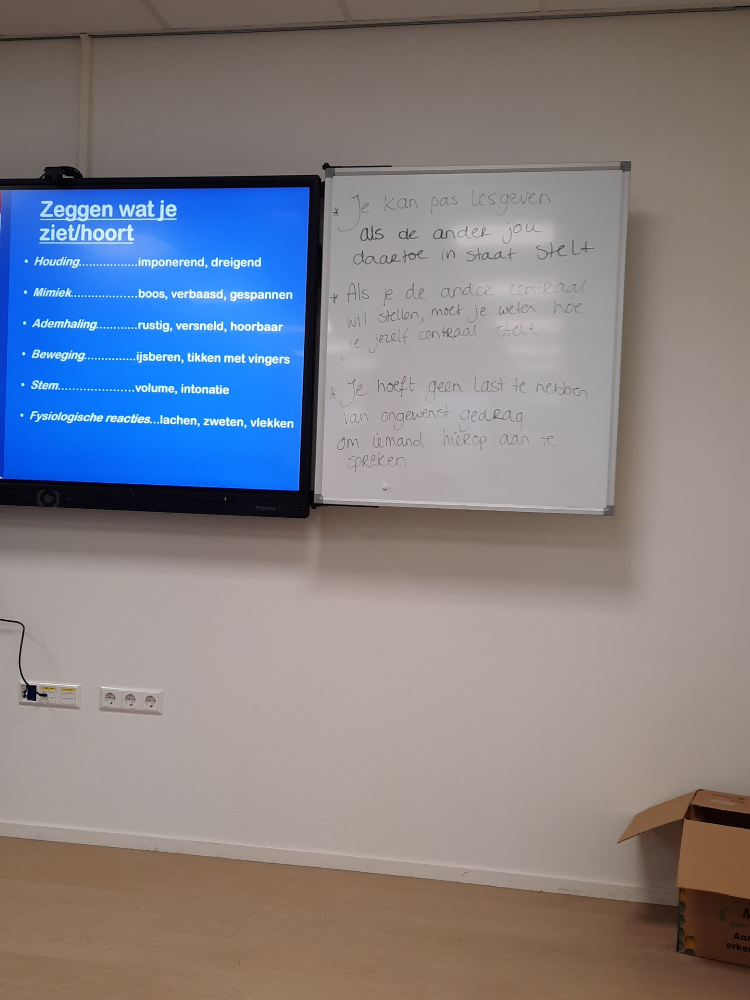 Zeggen wat je
ziet/hoort
• Houding.................imponerend, dreigend
• Mimiek...................boos, verbaasd, gespannen
• Ademhaling............rustig, versneld, hoorbaar
• Beweging...............ijsberen, tikken met vingers
• Stem......................volume, intonatie
• Fysiologische reacties...lachen, zweten, vlekken
Prowise
* Je kan pas lesgeven
als de ander jou
daartoe in staat stelt
* Als je de ander centraal
wil stellen, moet je weten hoe
je jezelf centraal stelt
* Je hoeft geen last te hebben
van ongewenst gedrag
om iemand hierop aan te
spreken